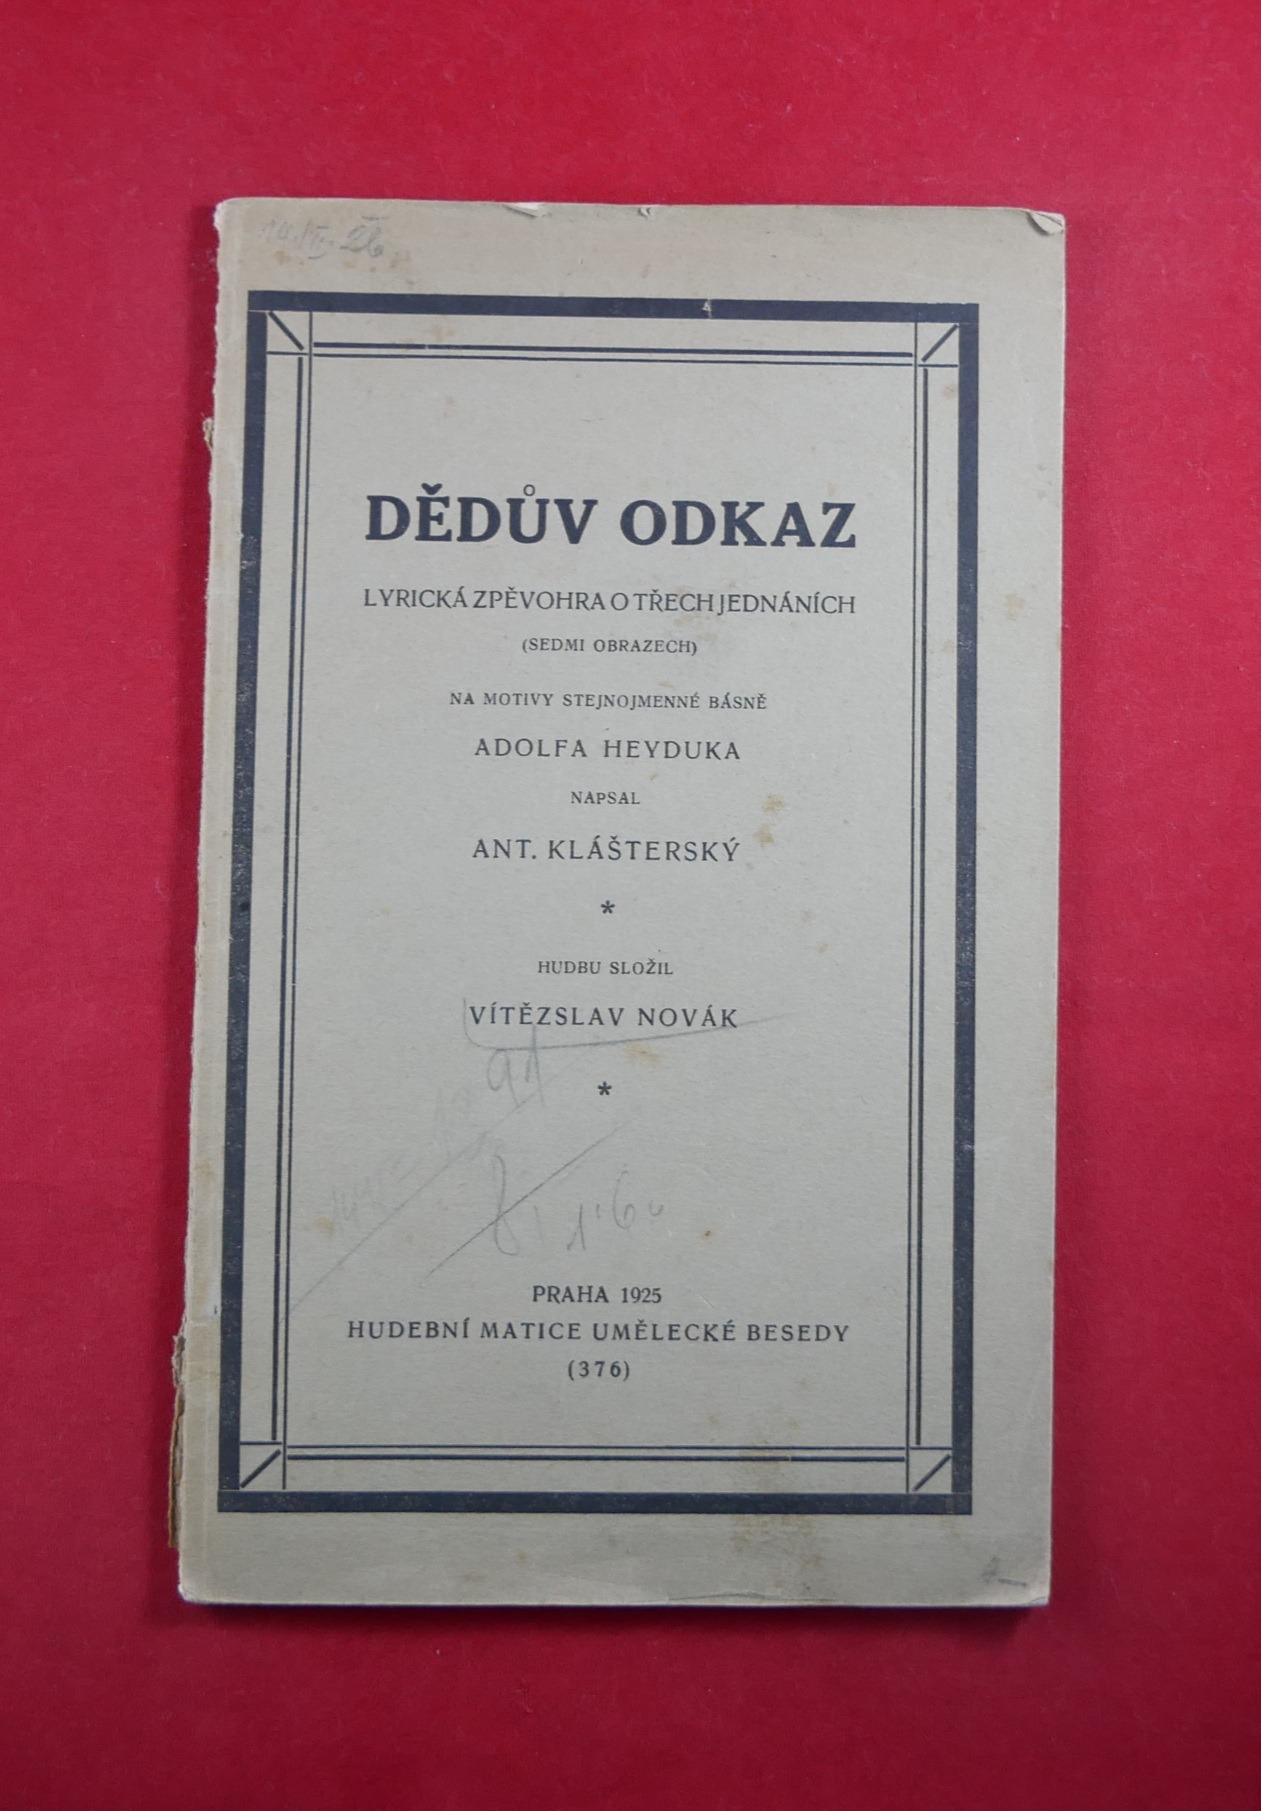 DĚDŮV ODKAZ
LYRICKÁ ZPĚVOHRA O TŘECH JEDNÁNÍCH
(SEDMI OBRAZECH)
NA MOTIVY STEJNOJMENNÉ BÁSNĚ
ADOLFA HEYDUKA
NAPSAL
ANT. KLÁŠTERSKÝ
*
HUDBU SLOŽIL
VÍTĚZSLAV NOVÁK
*
PRAHA 1925
HUDEBNÍ MATICE UMĚLECKÉ BESEDY
(376)